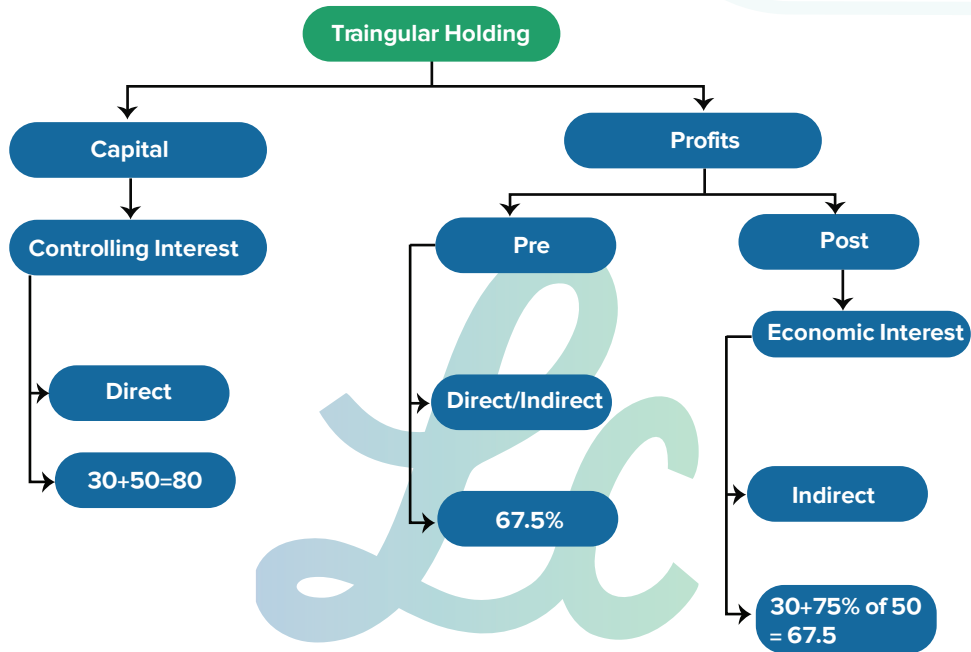 Traingular Holding
Capital
Profits
Controlling Interest
Pre
Post
Economic Interest
Direct
Direct/Indirect
30+50=80
Indirect
67.5%
30+75% of 50
= 67.5
Lc